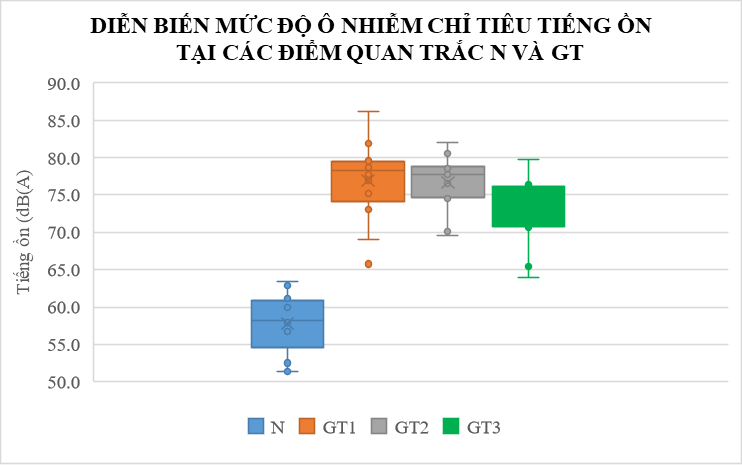 DIỄN BIẾN MỨC ĐỘ Ô NHIỄM CHỈ TIÊU TIẾNG ỒN
TẠI CÁC ĐIỂM QUAN TRẮC N VÀ GT
90.0
85.0
80.0
75.0
70.0
65.0
60.0
55.0
50.0
Tiếng ồn (dB(A)
N GT1 GT2 GT3